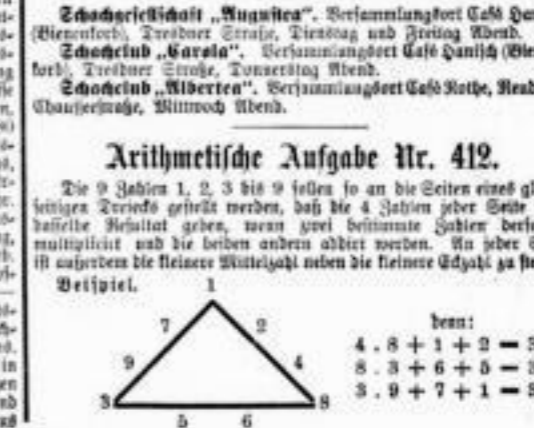 Schachgesellschaft „Augustea“. Versammlungsort Café
(Bienenkorb), Dresdner Straße, Dienstag und Freitag Abend.
Schachclub „Carola“. Versammlungsort Café Hanisch
korb), Dresdner Straße, Donnerstag Abend.
Schachclub „Albertea“. Versammlungsort Café Rothe,
Chausseestraße, Mittwoch Abend.
Arithmetische Aufgabe Nr. 412.
Die 9 Zahlen 1, 2, 3 bis 9 sollen so an die Seiten eines
seitigen Dreiecks gestellt werden, daß die 4 Zahlen jeder Seite
dasselbe Resultat geben, wenn zwei bestimmte Zahlen
multiplicirt und die beiden andern addirt werden. An jeder
ist außerdem die kleinere Mittelzahl neben die kleinere Eckzahl zu
Beispiel.
1
7 2
9 4
3 8
5 6
denn:
4 . 8 + 1 + 2 =
8 . 3 + 6 + 5 =
3 . 9 + 7 + 1 =